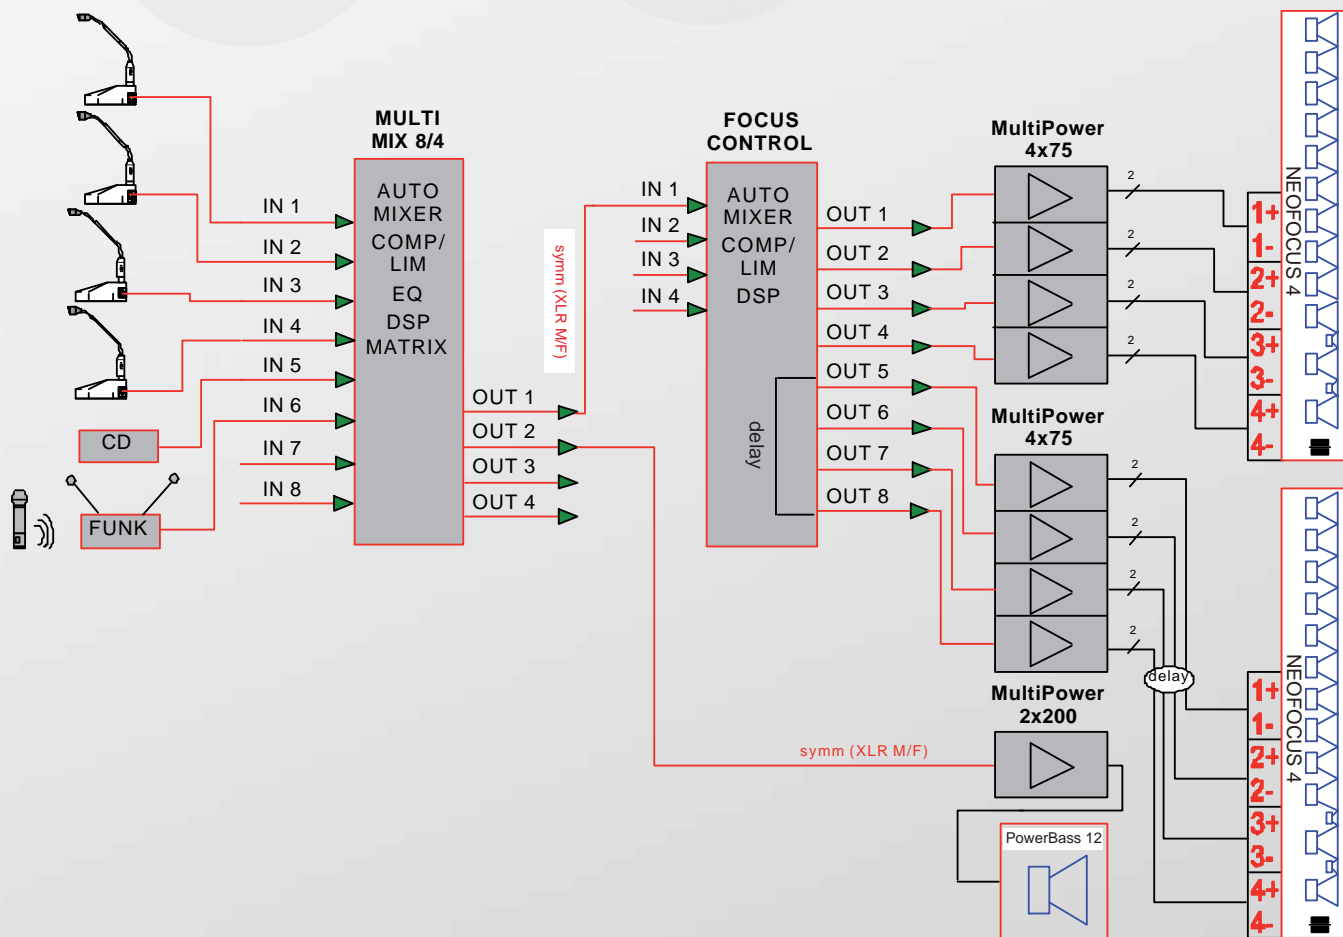 MULTI
MIX 8/4
AUTO
MIXER
COMP/
LIM
EQ
DSP
MATRIX
IN 1
IN 2
IN 3
IN 4
IN 5
IN 6
IN 7
IN 8
CD
FUNK
OUT 1
OUT 2
OUT 3
OUT 4
symm (XLR M/F)
FOCUS
CONTROL
IN 1
IN 2
IN 3
IN 4
AUTO
MIXER
COMP/
LIM
DSP
delay
OUT 1
OUT 2
OUT 3
OUT 4
OUT 5
OUT 6
OUT 7
OUT 8
MultiPower
4x75
2
2
2
2
NEOFOCUS 4
1+
1-
2+
2-
3+
3-
4+
4-
MultiPower
4x75
2
2
2
2
delay
NEOFOCUS 4
1+
1-
2+
2-
3+
3-
4+
4-
MultiPower
2x200
symm (XLR M/F)
PowerBass 12